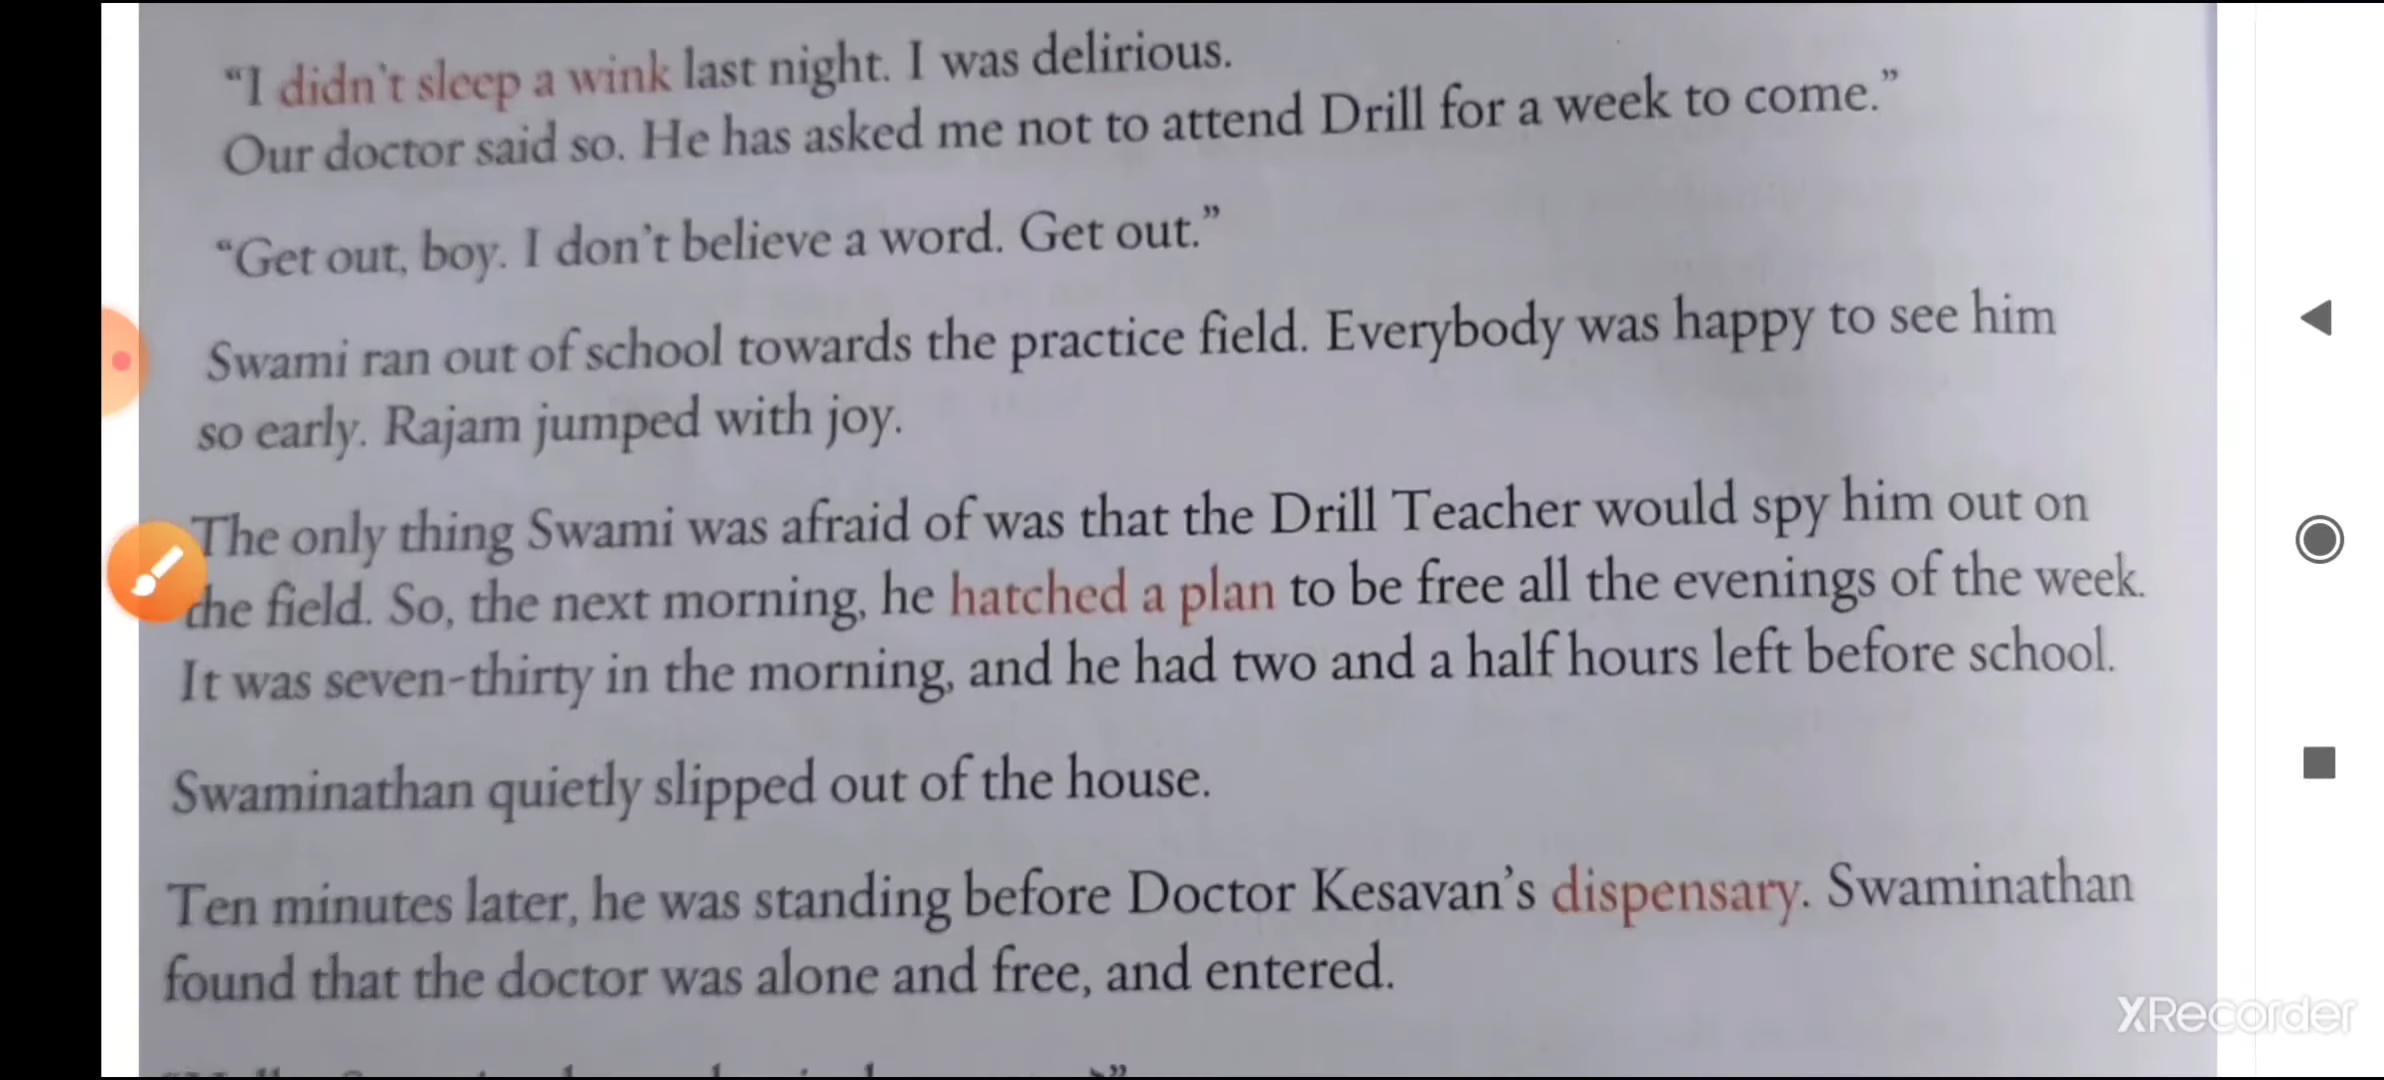 “I didn't sleep a wink last night. I was delirious.
Our doctor said so. He has asked me not to attend Drill for a week to come.”
“Get out, boy. I don't believe a word. Get out.”
Swami ran out of school towards the practice field. Everybody was happy to see him
so early. Rajam jumped with joy.
The only thing Swami was afraid of was that the Drill Teacher would spy him out on
the field. So, the next morning, he hatched a plan to be free all the evenings of the week.
It was seven-thirty in the morning, and he had two and a half hours left before school.
Swaminathan quietly slipped out of the house.
Ten minutes later, he was standing before Doctor Kesavan's dispensary. Swaminathan
found that the doctor was alone and free, and entered.
XRecorder